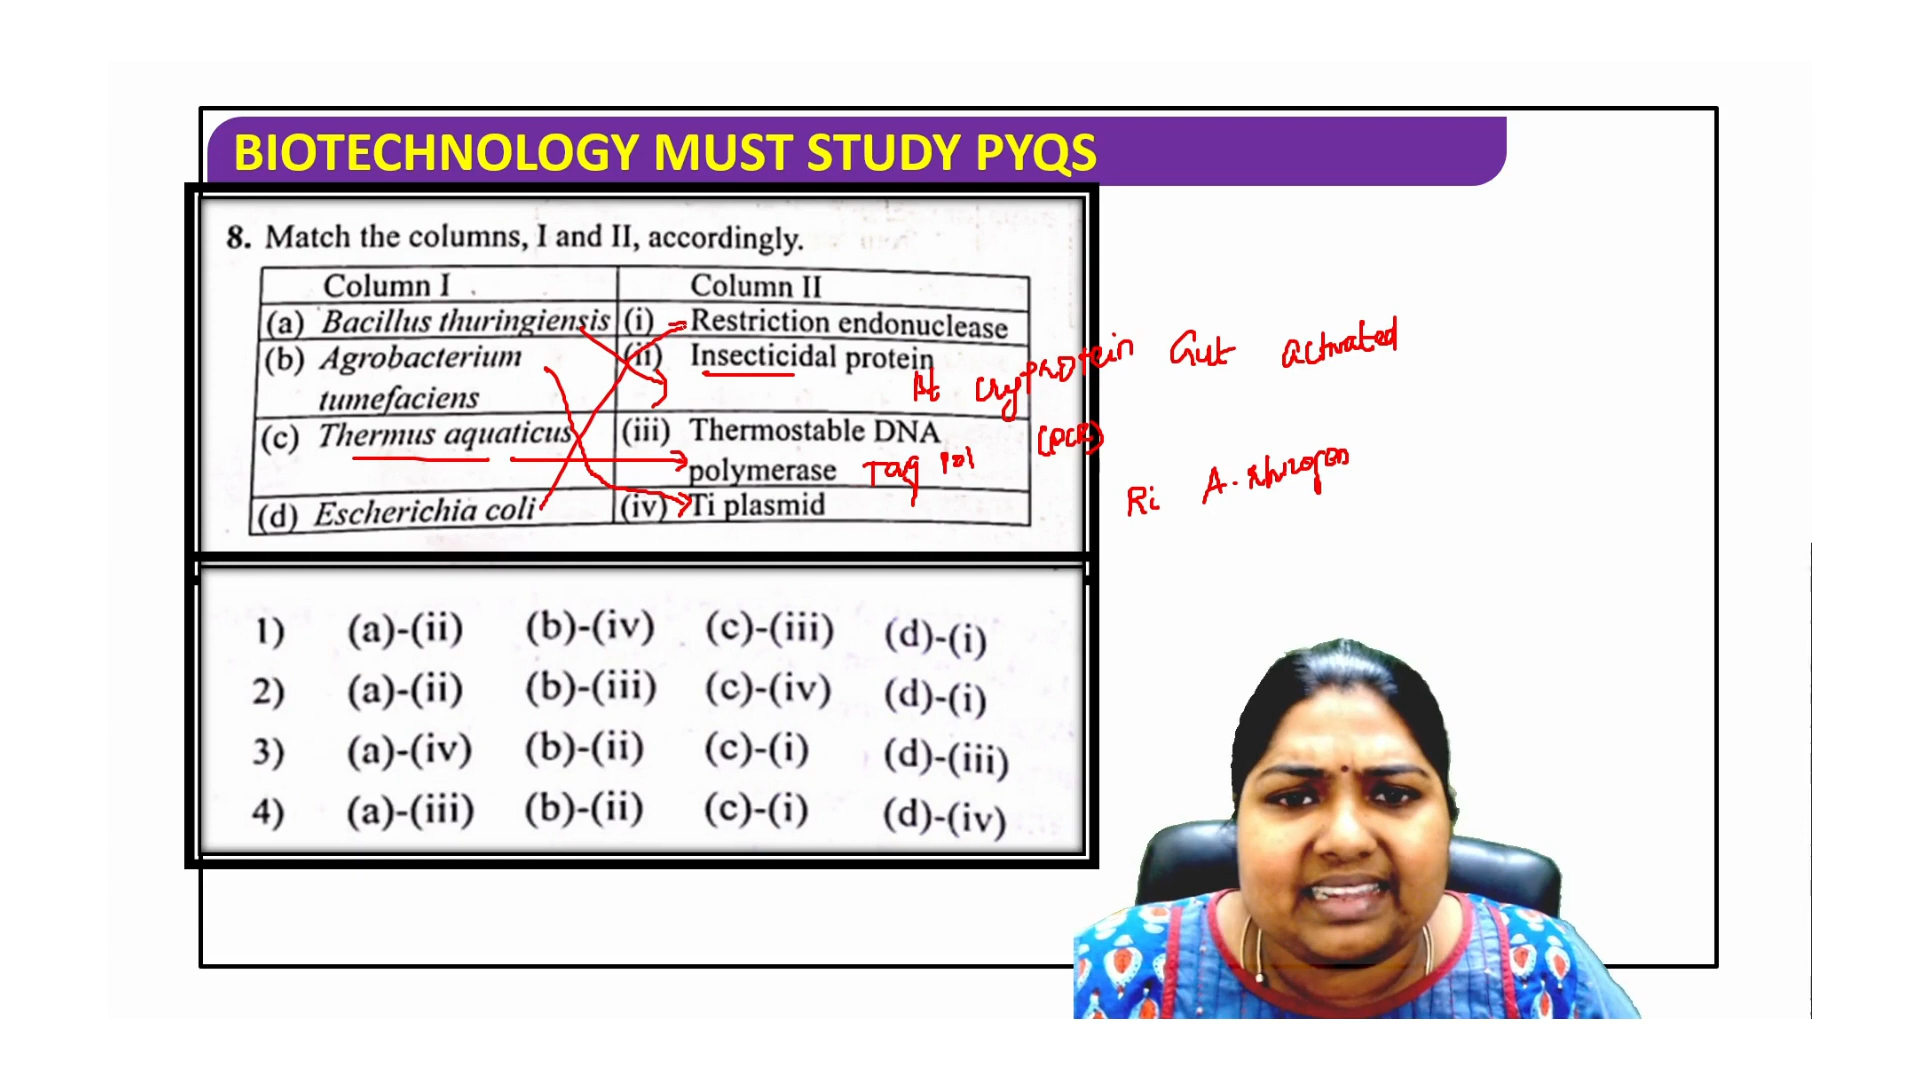 BIOTECHNOLOGY MUST STUDY PYQS
8. Match the columns, I and II, accordingly.
Column I Column II
(a) Bacillus thuringiensis (i) Restriction endonuclease
(b) Agrobacterium tumefaciens (ii) Insecticidal protein
Bt cry protein Gut activated
(c) Thermus aquaticus (iii) Thermostable DNA polymerase
Taq Pol (PCR)
(d) Escherichia coli (iv) Ti plasmid
Ri A.
1) (a)-(ii) (b)-(iv) (c)-(iii) (d)-(i)
2) (a)-(ii) (b)-(iii) (c)-(iv) (d)-(i)
3) (a)-(iv) (b)-(ii) (c)-(i) (d)-(iii)
4) (a)-(iii) (b)-(ii) (c)-(i) (d)-(iv)